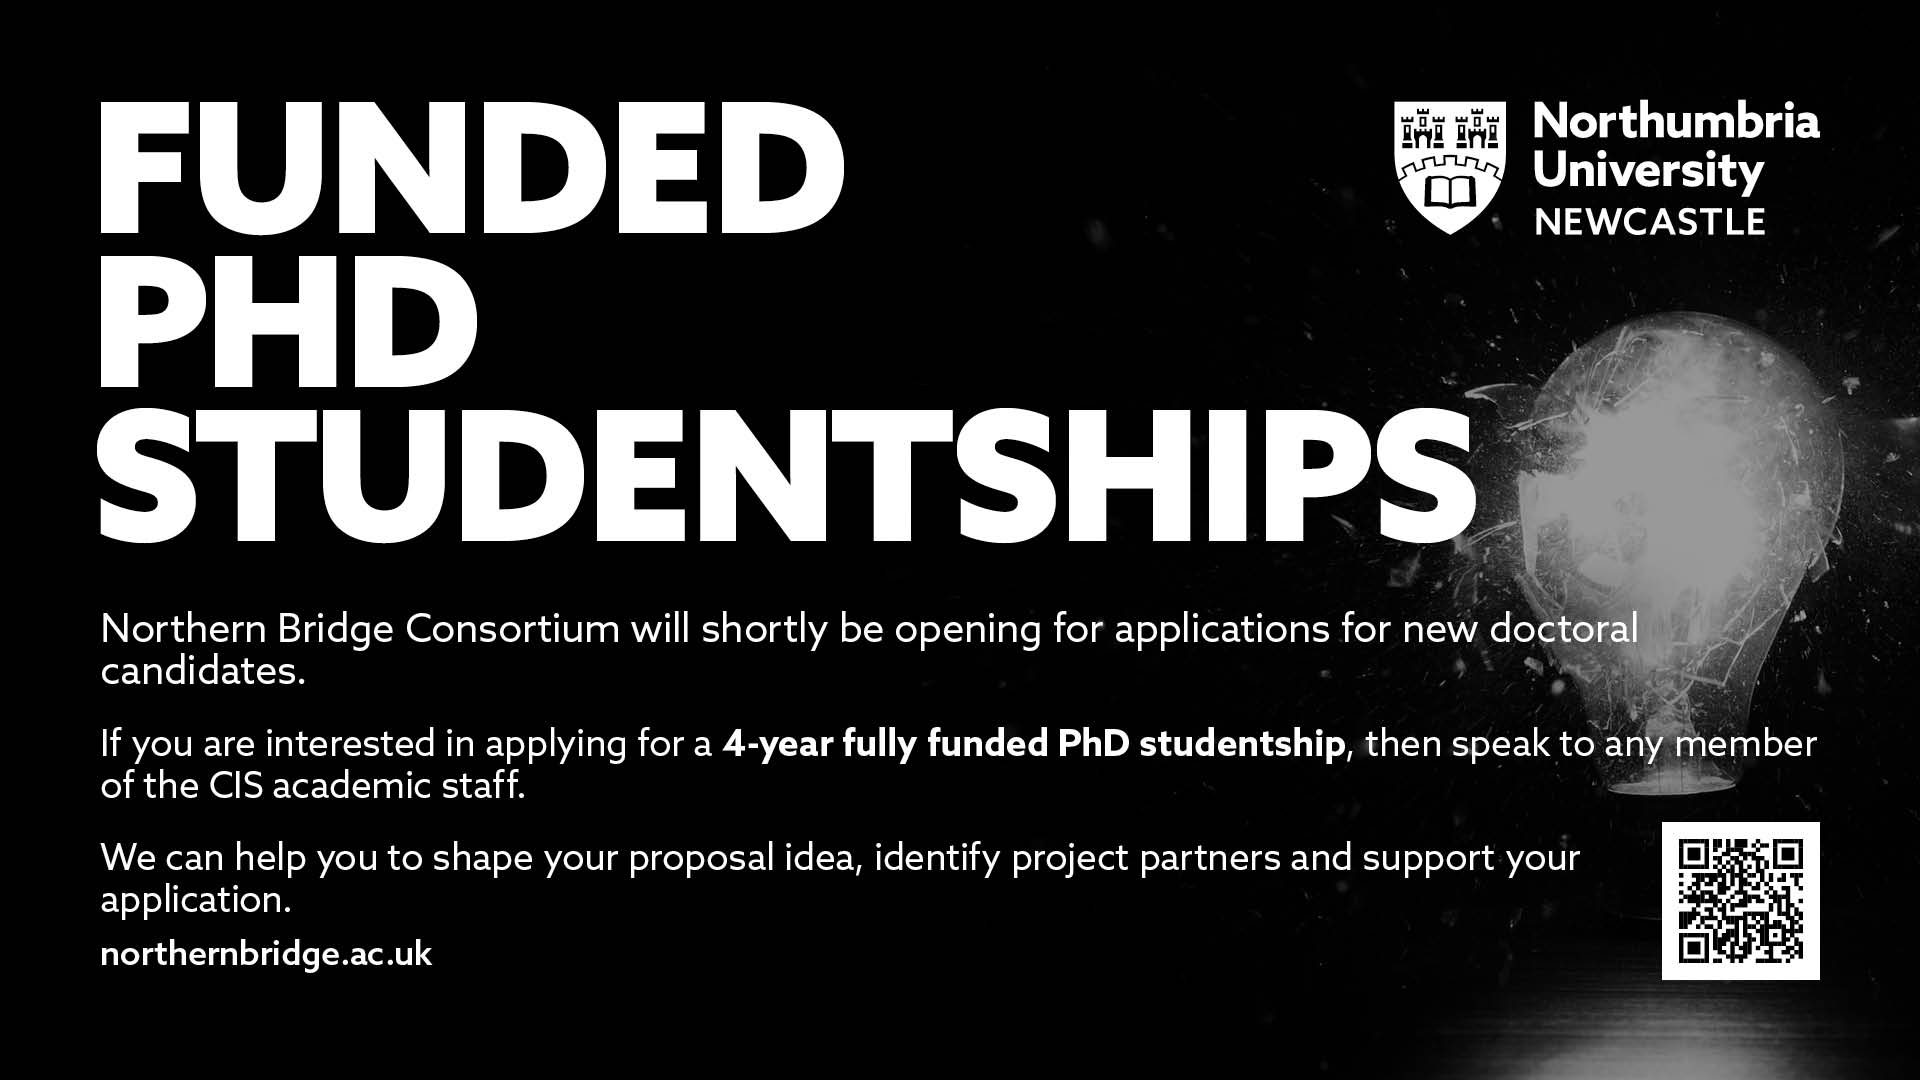 FUNDED
PHD
STUDENTSHIPS
Northumbria
University
NEWCASTLE
Northern Bridge Consortium will shortly be opening for applications for new doctoral
candidates.
If you are interested in applying for a 4-year fully funded PhD studentship, then speak to any member
of the CIS academic staff.
We can help you to shape your proposal idea, identify project partners and support your
application.
northernbridge.ac.uk